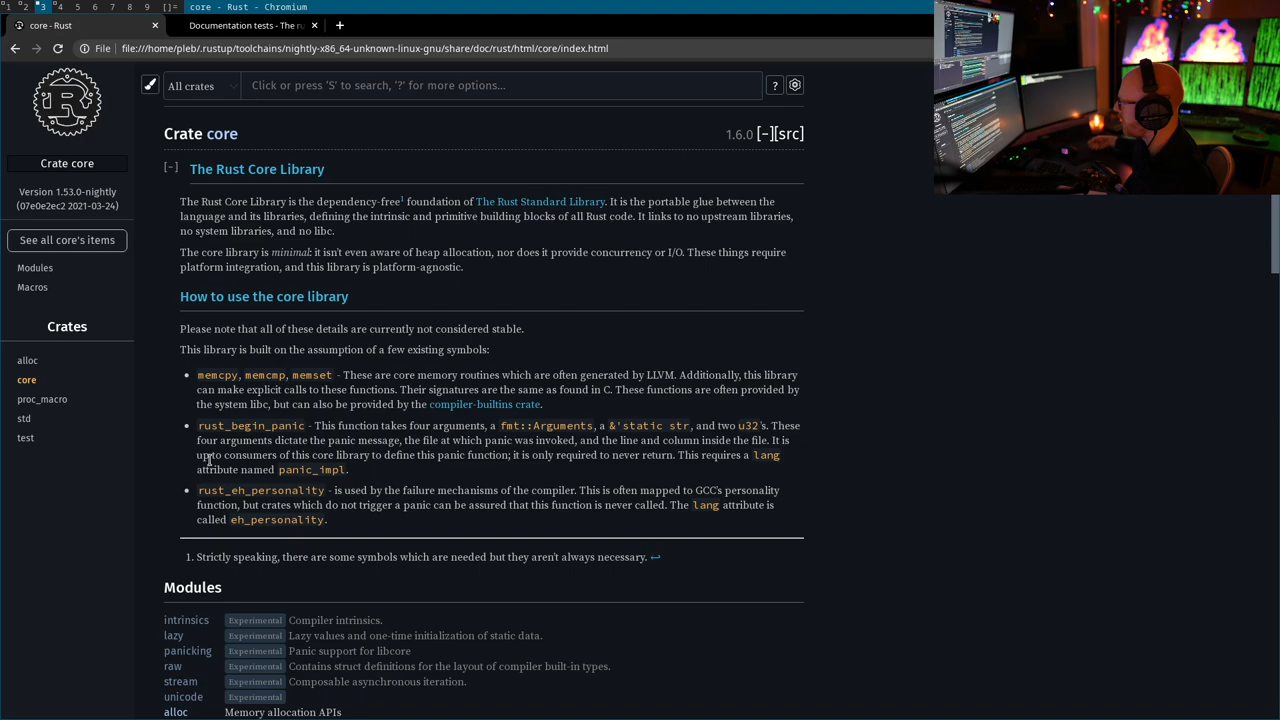 1 2 3 4 5 6 7 8 9 []= core - Rust - Chromium
core - Rust
Documentation tests - The ru
File file:///home/pleb/.rustup/toolchains/nightly-x86_64-unknown-linux-gnu/share/doc/rust/html/core/index.html
All crates
Click or press 'S' to search, '?' for more options…
?
Crate core
1.6.0 [−][src]
Crate core
Version 1.53.0-nightly
(07e0e2ec2 2021-03-24)
See all core's items
Modules
Macros
Crates
alloc
core
proc_macro
std
test
[−] The Rust Core Library
The Rust Core Library is the dependency-free1 foundation of The Rust Standard Library. It is the portable glue between the
language and its libraries, defining the intrinsic and primitive building blocks of all Rust code. It links to no upstream libraries,
no system libraries, and no libc.
The core library is minimal: it isn't even aware of heap allocation, nor does it provide concurrency or I/O. These things require
platform integration, and this library is platform-agnostic.
How to use the core library
Please note that all of these details are currently not considered stable.
This library is built on the assumption of a few existing symbols:
• memcpy, memcmp, memset - These are core memory routines which are often generated by LLVM. Additionally, this library
can make explicit calls to these functions. Their signatures are the same as found in C. These functions are often provided by
the system libc, but can also be provided by the compiler-builtins crate.
• rust_begin_panic - This function takes four arguments, a fmt::Arguments, a &'static str, and two u32's. These
four arguments dictate the panic message, the file at which panic was invoked, and the line and column inside the file. It is
up to consumers of this core library to define this panic function; it is only required to never return. This requires a lang
attribute named panic_impl.
• rust_eh_personality - is used by the failure mechanisms of the compiler. This is often mapped to GCC's personality
function, but crates which do not trigger a panic can be assured that this function is never called. The lang attribute is
called eh_personality.
1. Strictly speaking, there are some symbols which are needed but they aren't always necessary. ↩
Modules
intrinsics Experimental Compiler intrinsics.
lazy Experimental Lazy values and one-time initialization of static data.
panicking Experimental Panic support for libcore
raw Experimental Contains struct definitions for the layout of compiler built-in types.
stream Experimental Composable asynchronous iteration.
unicode Experimental
alloc Memory allocation APIs